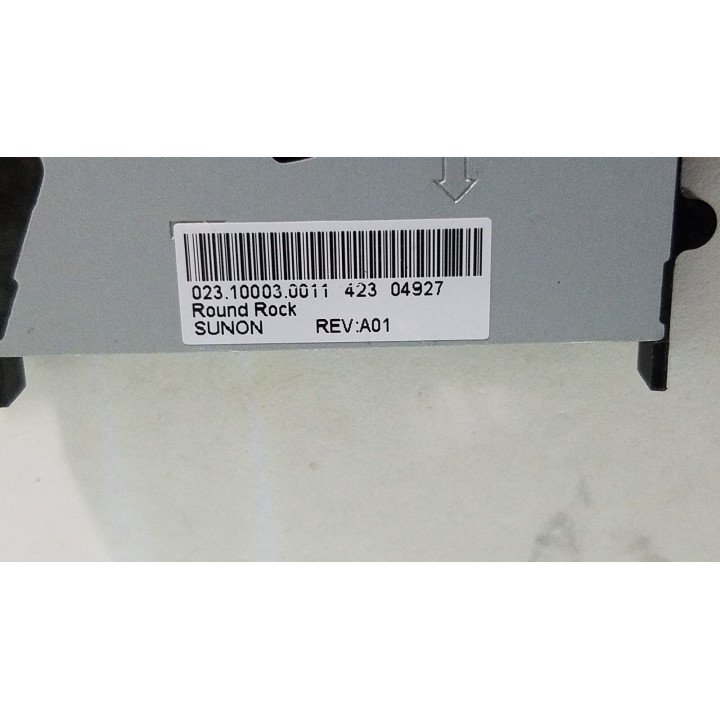 023.10003.0011 423 04927
Round Rock
SUNON REV:A01